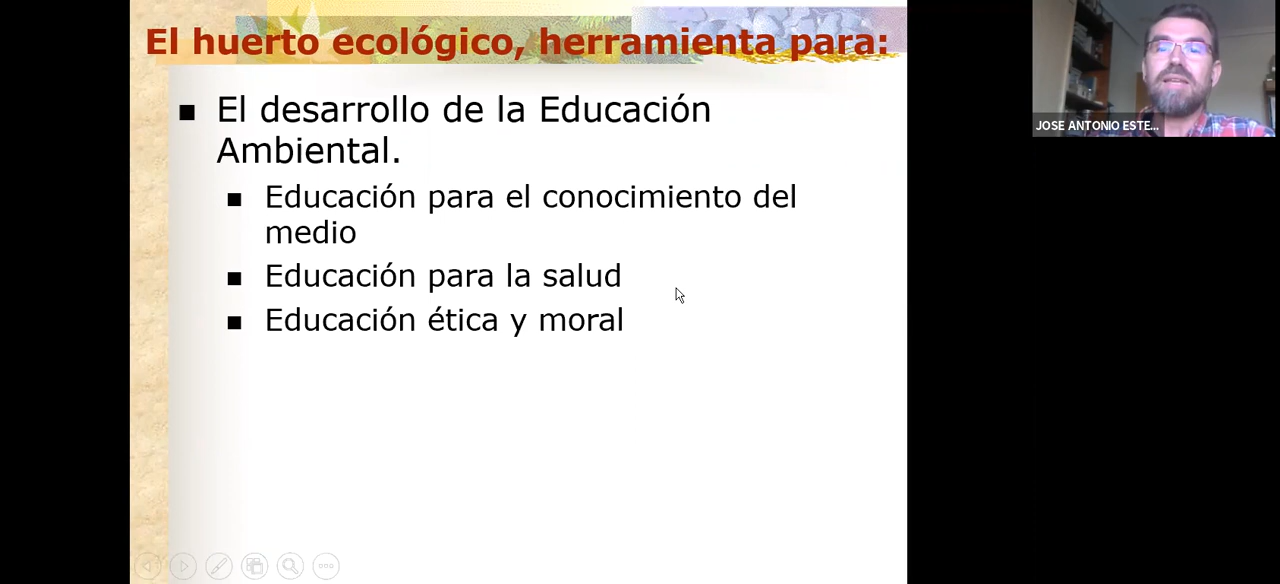 El huerto ecológico, herramienta para:
El desarrollo de la Educación
Ambiental.
Educación para el conocimiento del
medio
Educación para la salud
Educación ética y moral
JOSE ANTONIO ESTE...